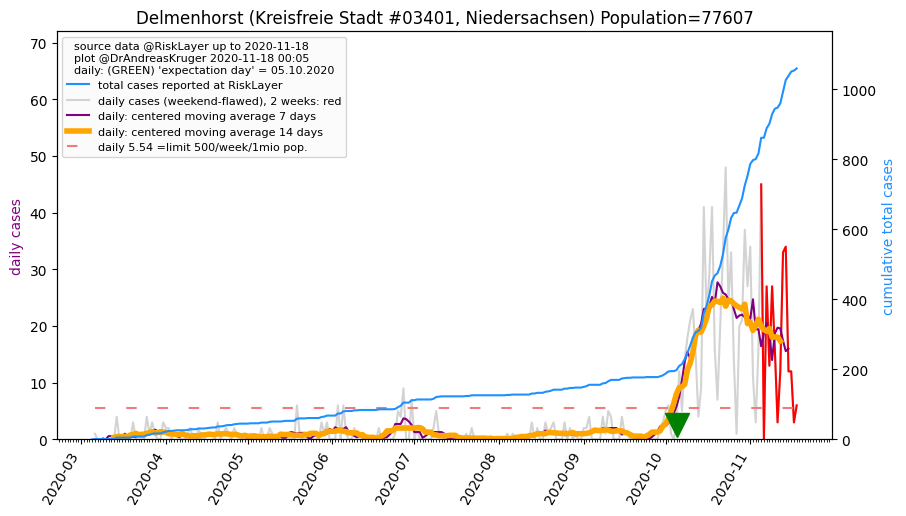 Delmenhorst (Kreisfreie Stadt #03401, Niedersachsen) Population=77607
source data @RiskLayer up to 2020-11-18
plot @DrAndreasKruger 2020-11-18 00:05
daily: (GREEN) 'expectation day' = 05.10.2020
total cases reported at RiskLayer
daily cases (weekend-flawed), 2 weeks: red
daily: centered moving average 7 days
daily: centered moving average 14 days
daily 5.54 =limit 500/week/1mio pop.
daily cases
70
60
50
40
30
20
10
0
cumulative total cases
1000
800
600
400
200
0
2020-03
2020-04
2020-05
2020-06
2020-07
2020-08
2020-09
2020-10
2020-11